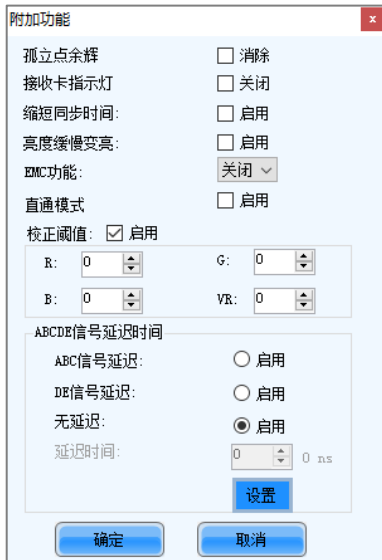 附加功能 x
孤立点余辉 消除
接收卡指示灯 关闭
缩短同步时间: 启用
亮度缓慢变亮: 启用
EMC功能: 关闭
直通模式 启用
校正阈值: 启用
R: 0 G: 0
B: 0 VR: 0
ABCDE信号延迟时间
ABC信号延迟: 启用
DE信号延迟: 启用
无延迟: 启用
延迟时间: 0 0 ns
设置
确定 取消